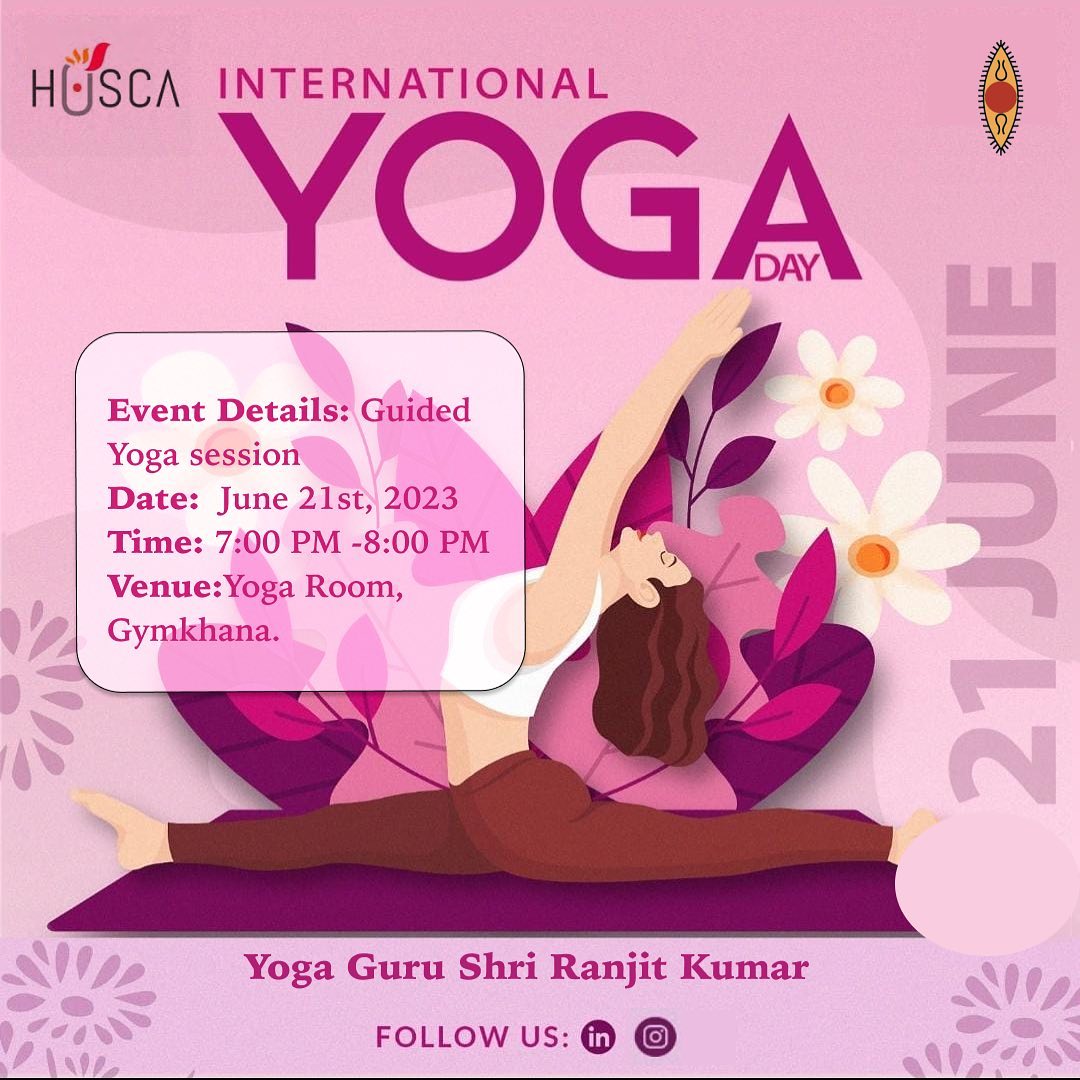 HUSCA
INTERNATIONAL
YOGA
DAY
21 JUNE
Event Details: Guided
Yoga session
Date:  June 21st, 2023
Time: 7:00 PM -8:00 PM
Venue:Yoga Room,
Gymkhana.
Yoga Guru Shri Ranjit Kumar
FOLLOW US: in